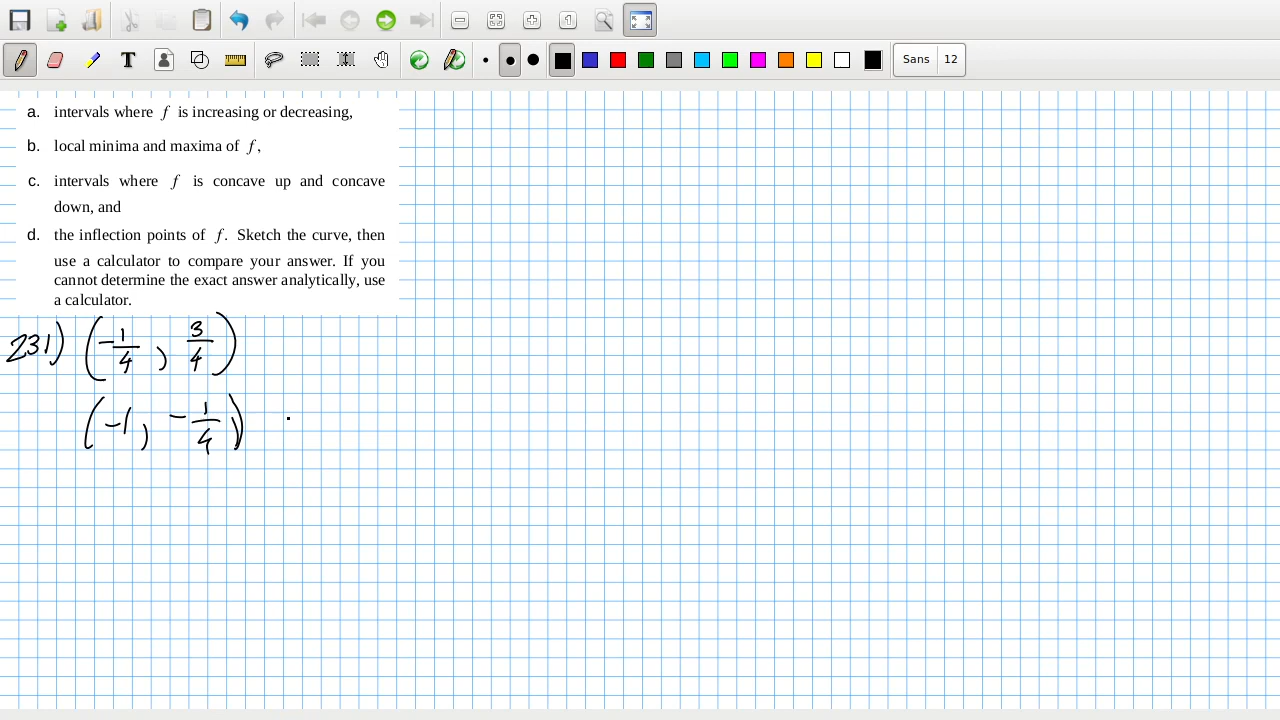 Sans 12
a. intervals where f is increasing or decreasing,
b. local minima and maxima of f,
c. intervals where f is concave up and concave
down, and
d. the inflection points of f. Sketch the curve, then
use a calculator to compare your answer. If you
cannot determine the exact answer analytically, use
a calculator.
231) (-1/4, 3/4)
(-1, -1/4)